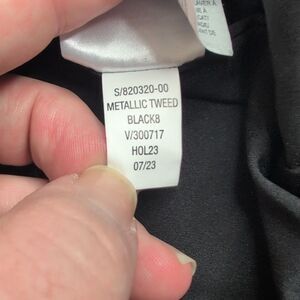 S/820320-00
METALLIC TWEED
BLACK8
V/300717
HOL23
07/23